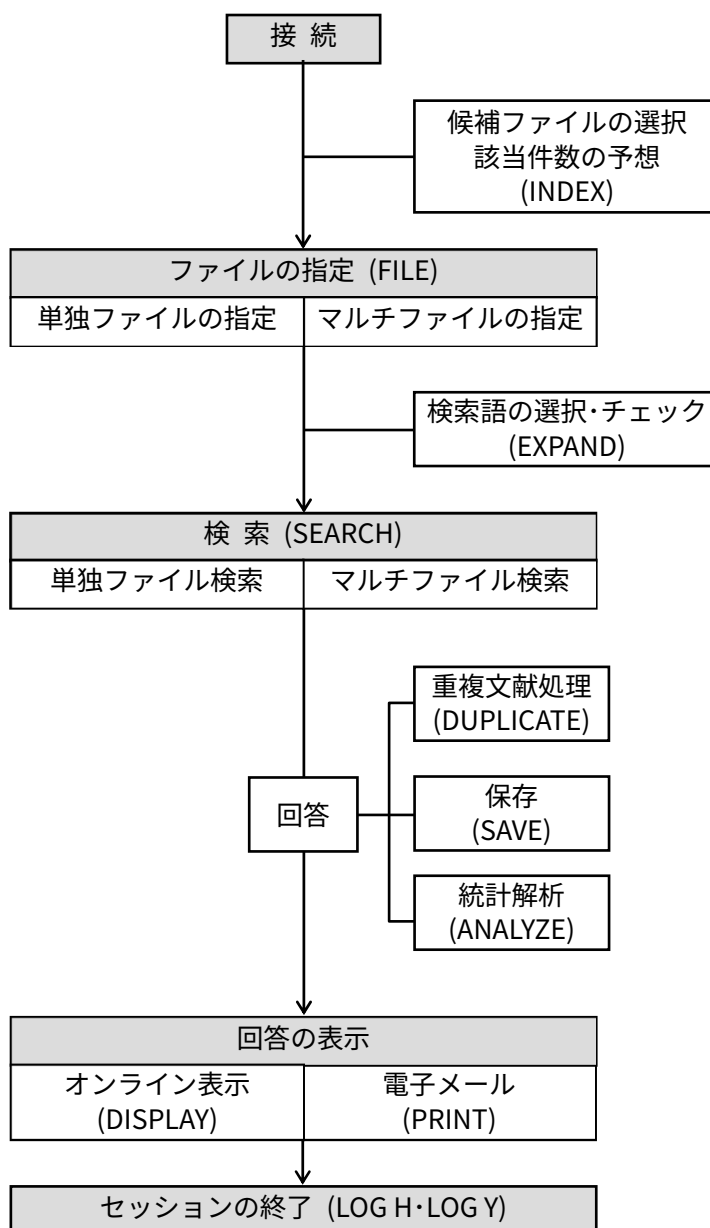 接 続
候補ファイルの選択
該当件数の予想
(INDEX)
ファイルの指定 (FILE)
単独ファイルの指定
マルチファイルの指定
検索語の選択・チェック
(EXPAND)
検 索 (SEARCH)
単独ファイル検索
マルチファイル検索
重複文献処理
(DUPLICATE)
回答
保存
(SAVE)
統計解析
(ANALYZE)
回答の表示
オンライン表示
(DISPLAY)
電子メール
(PRINT)
セッションの終了 (LOG H・LOG Y)